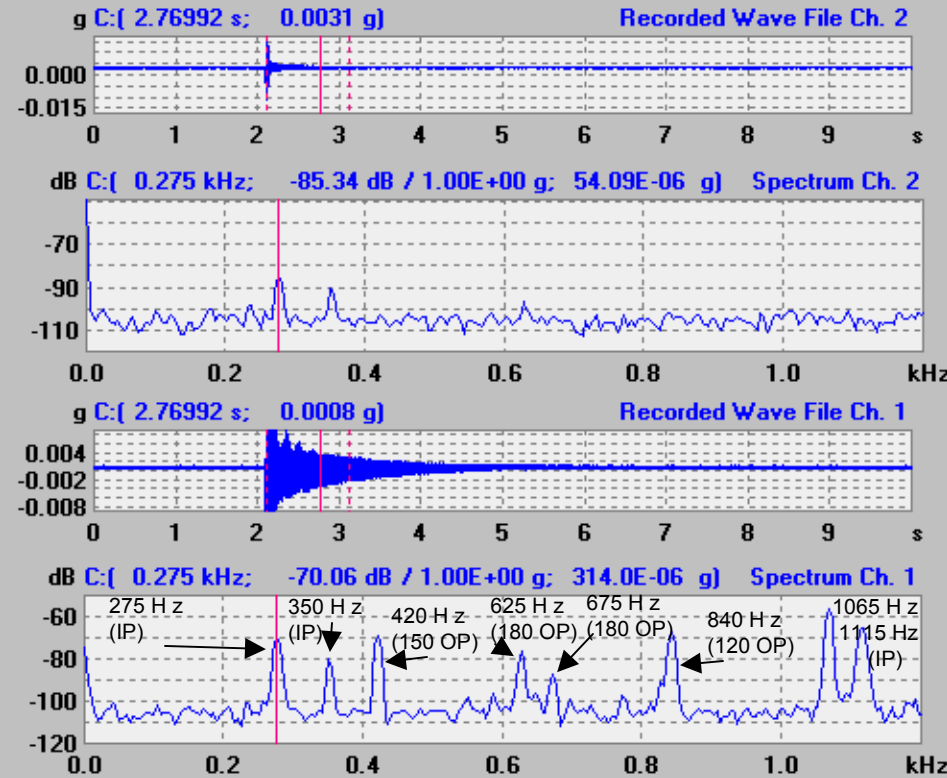 g C:( 2.76992 s; 0.0031 g) Recorded Wave File Ch. 2
0.000
-0.015
0 1 2 3 4 5 6 7 8 9 s
dB C:( 0.275 kHz; -85.34 dB / 1.00E+00 g; 54.09E-06 g) Spectrum Ch. 2
-70
-90
-110
0.0 0.2 0.4 0.6 0.8 1.0 kHz
g C:( 2.76992 s; 0.0008 g) Recorded Wave File Ch. 1
0.004
-0.002
-0.008
0 1 2 3 4 5 6 7 8 9 s
dB C:( 0.275 kHz; -70.06 dB / 1.00E+00 g; 314.0E-06 g) Spectrum Ch. 1
-60
-80
-100
-120
275 Hz
(IP)
350 Hz
(IP)
420 Hz
(150 OP)
625 Hz
(180 OP)
675 Hz
(180 OP)
840 Hz
(120 OP)
1065 Hz
1115 Hz
(IP)
0.0 0.2 0.4 0.6 0.8 1.0 kHz